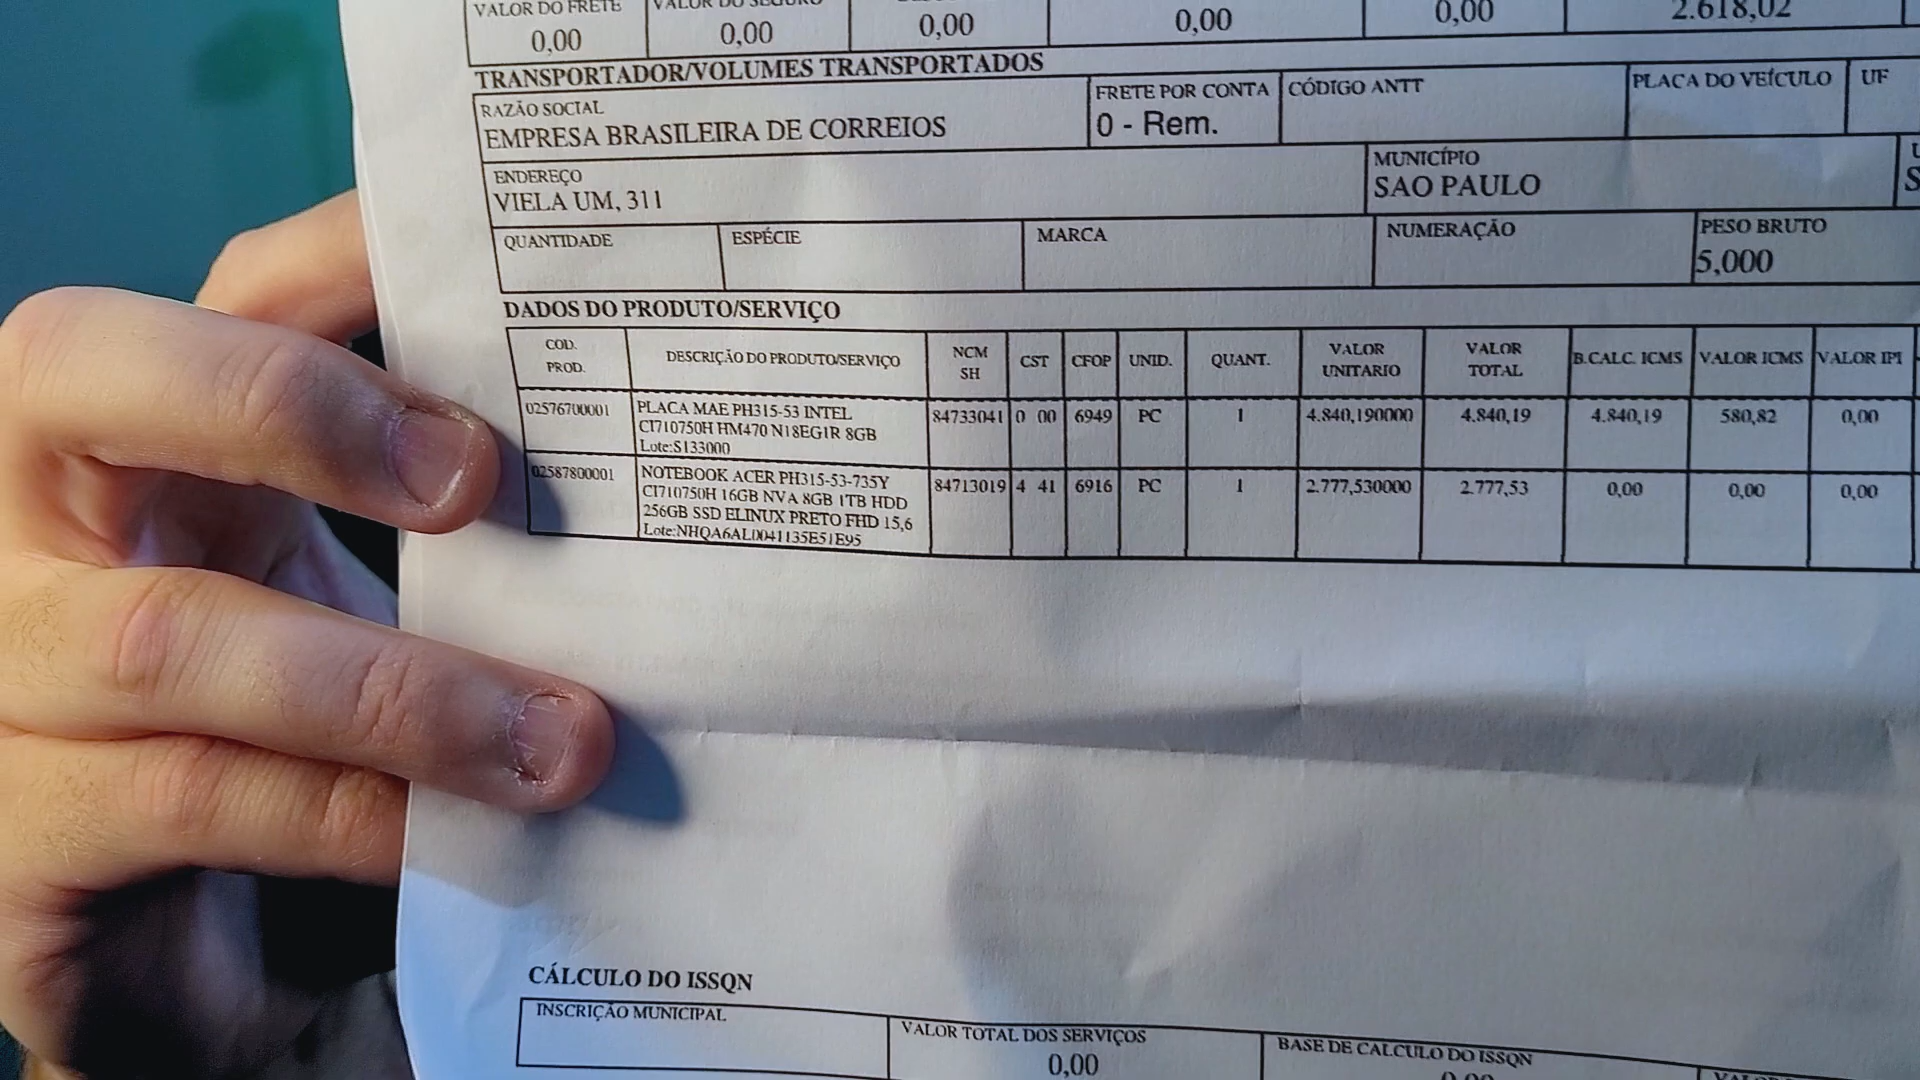 VALOR DO FRETE VALOR DO SEGURO
0,00 0,00 0,00 0,00 0,00 2.618,02
TRANSPORTADOR/VOLUMES TRANSPORTADOS
RAZÃO SOCIAL FRETE POR CONTA CÓDIGO ANTT PLACA DO VEÍCULO UF
EMPRESA BRASILEIRA DE CORREIOS 0 - Rem.
ENDEREÇO MUNICÍPIO
VIELA UM, 311 SAO PAULO
QUANTIDADE ESPÉCIE MARCA NUMERAÇÃO PESO BRUTO
5,000
DADOS DO PRODUTO/SERVIÇO
COD. PROD. DESCRIÇÃO DO PRODUTO/SERVIÇO NCM SH CST CFOP UNID. QUANT. VALOR UNITARIO VALOR TOTAL B.CALC. ICMS VALOR ICMS VALOR IPI
02576700001 PLACA MAE PH315-53 INTEL 84733041 0 00 6949 PC 1 4.840,190000 4.840,19 4.840,19 580,82 0,00
CI710750H HM470 N18EG1R 8GB
Lote:S133000
02587800001 NOTEBOOK ACER PH315-53-735Y 84713019 4 41 6916 PC 1 2.777,530000 2.777,53 0,00 0,00 0,00
CI710750H 16GB NVA 8GB 1TB HDD
256GB SSD ELINUX PRETO FHD 15,6
Lote:NHQA6AL0041135E51E95
CÁLCULO DO ISSQN
INSCRIÇÃO MUNICIPAL VALOR TOTAL DOS SERVIÇOS BASE DE CALCULO DO ISSQN
0,00